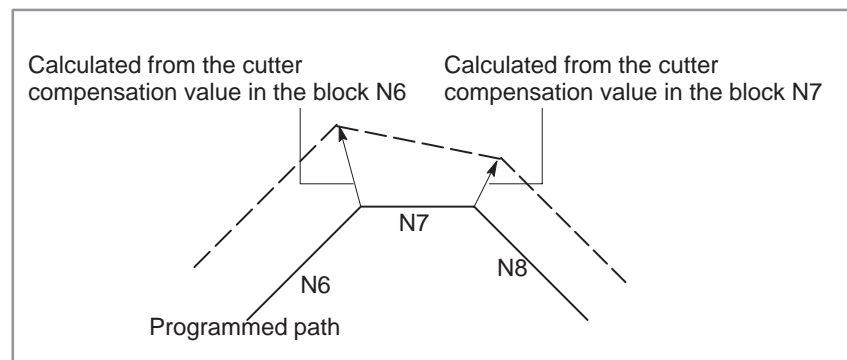 Calculated from the cutter
compensation value in the block N6
Calculated from the cutter
compensation value in the block N7
N7
N6
N8
Programmed path